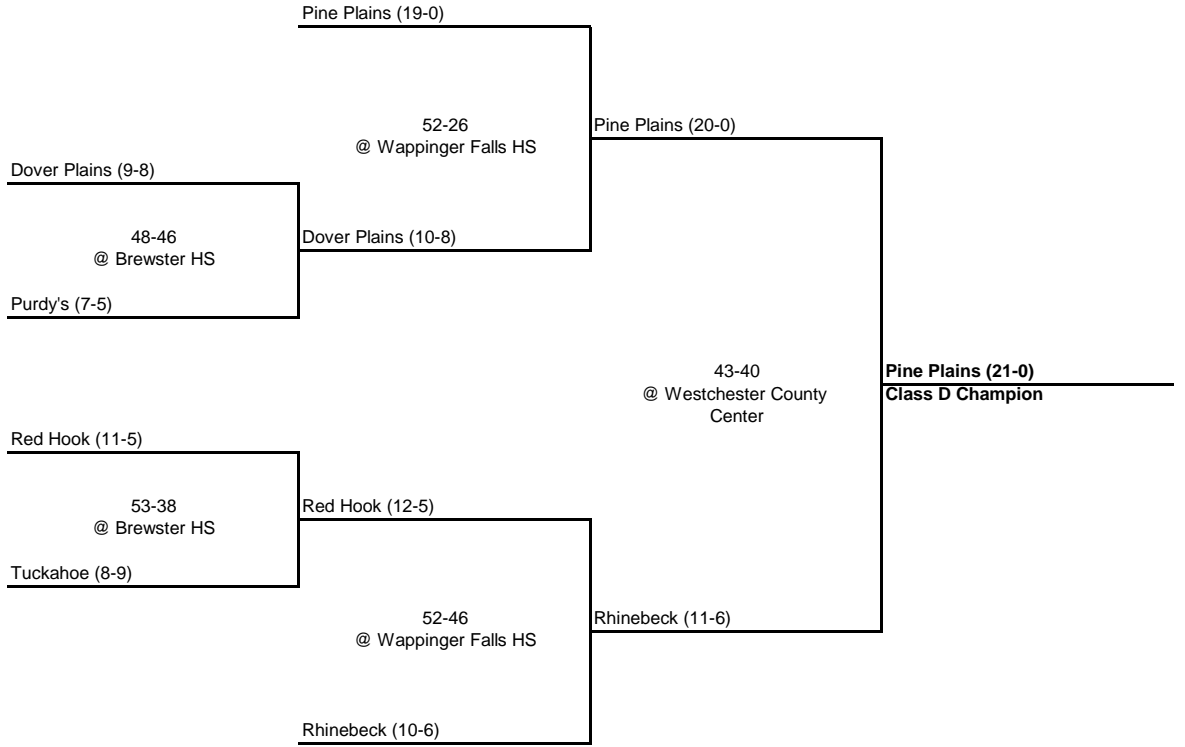 Pine Plains (19-0)
52-26
@ Wappinger Falls HS
Pine Plains (20-0)
Dover Plains (9-8)
48-46
@ Brewster HS
Dover Plains (10-8)
Purdy's (7-5)
43-40
@ Westchester County
Center
Pine Plains (21-0)
Class D Champion
Red Hook (11-5)
53-38
@ Brewster HS
Red Hook (12-5)
Tuckahoe (8-9)
52-46
@ Wappinger Falls HS
Rhinebeck (11-6)
Rhinebeck (10-6)